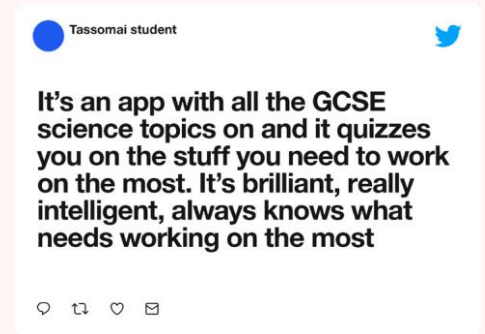 Tassomai student
It's an app with all the GCSE
science topics on and it quizzes
you on the stuff you need to work
on the most. It's brilliant, really
intelligent, always knows what
needs working on the most